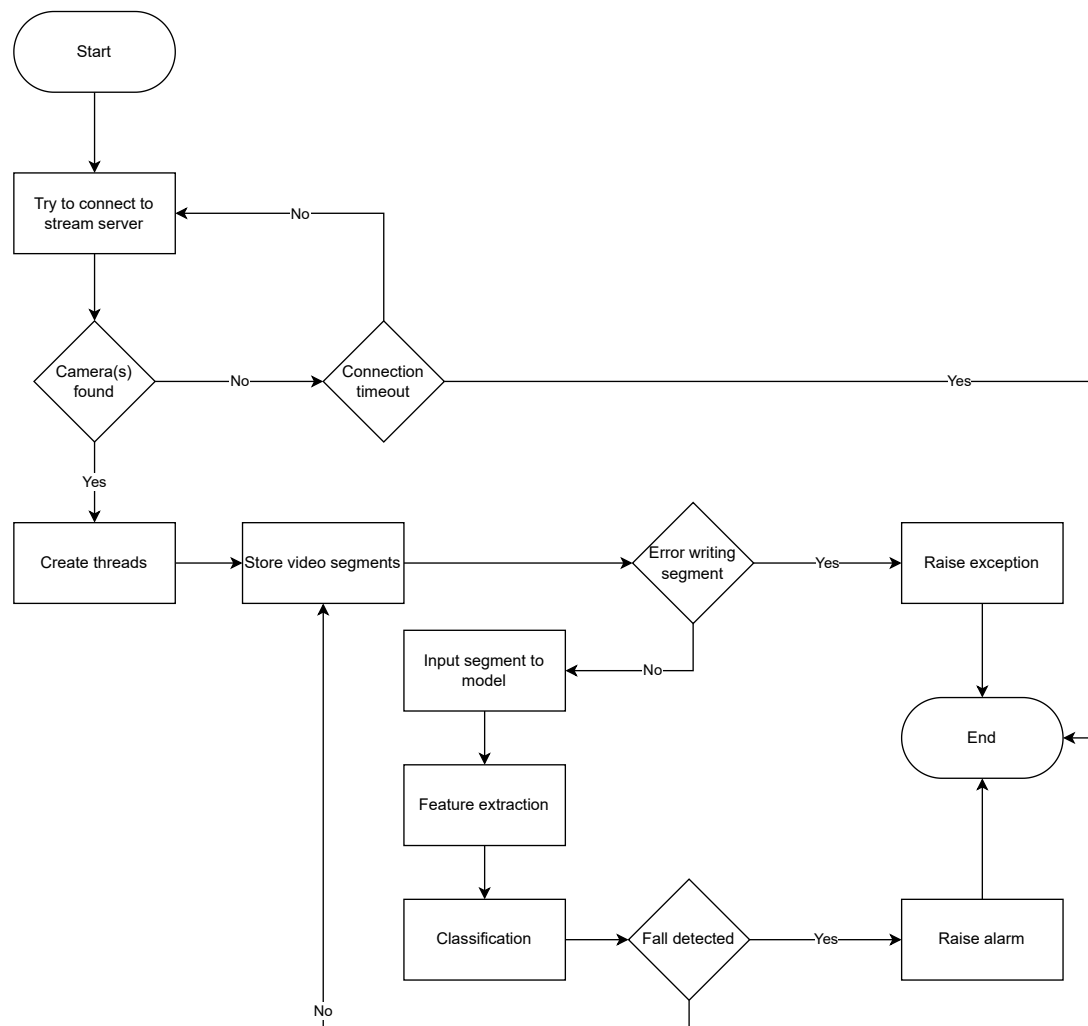 Start
Try to connect to
stream server
No
Camera(s)
found
No
Connection
timeout
Yes
Yes
Create threads
Store video segments
Error writing
segment
Yes
Raise exception
Input segment to
model
No
End
Feature extraction
Classification
Fall detected
Yes
Raise alarm
No